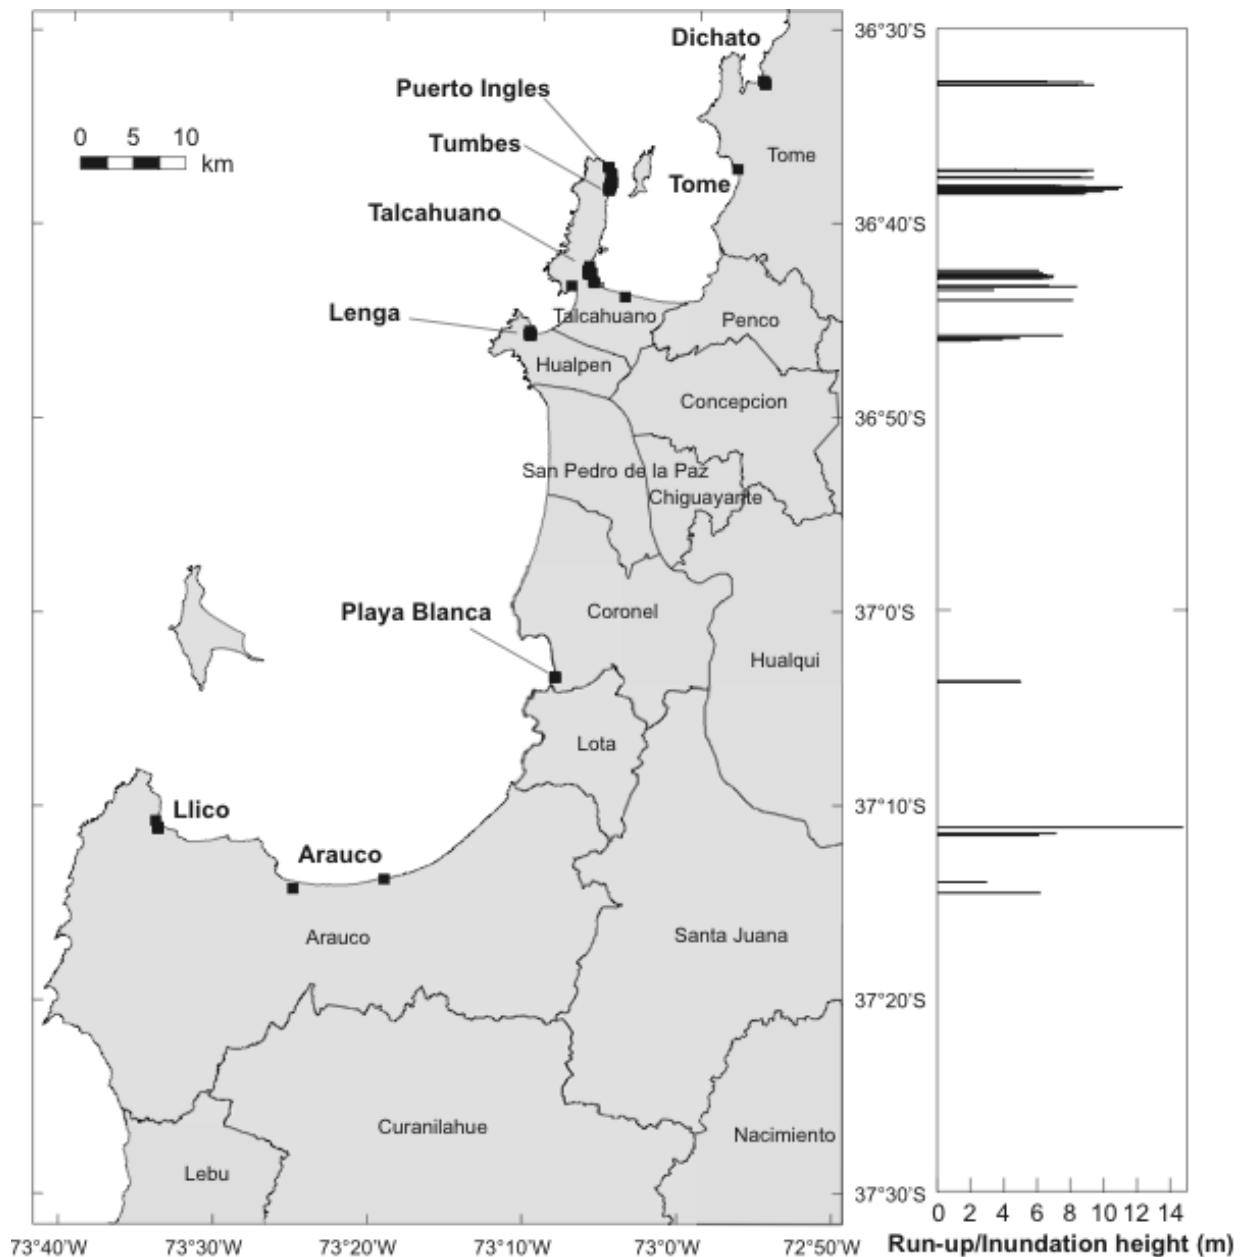 36°30'S
Dichato
Puerto Ingles
0 5 10
km
Tumbes
Tome
Tome
Talcahuano
36°40'S
Lenga
Talcahuano
Penco
Hualpen
Concepcion
36°50'S
San Pedro de la Paz
Chiguayante
Playa Blanca
Coronel
37°0'S
Hualqui
Lota
Llico
37°10'S
Arauco
Arauco
Santa Juana
37°20'S
Curanilahue
Nacimiento
Lebu
37°30'S
0 2 4 6 8 10 12 14
73°40'W 73°30'W 73°20'W 73°10'W 73°0'W 72°50'W
Run-up/Inundation height (m)